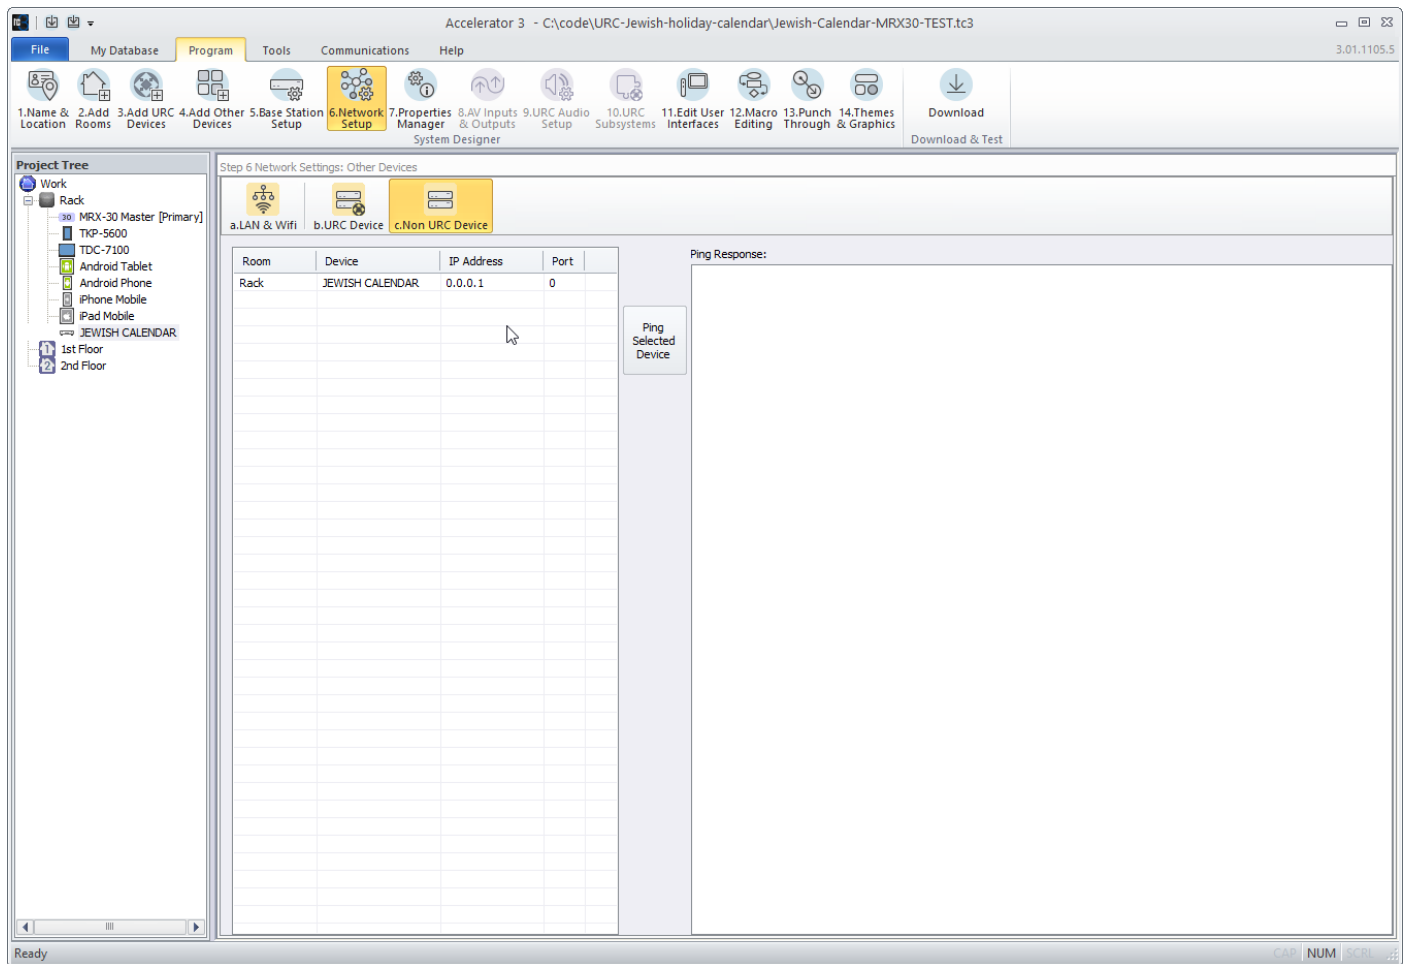 Accelerator 3 - C:\code\URC-Jewish-holiday-calendar\Jewish-Calendar-MRX30-TEST.tc3
File My Database Program Tools Communications Help 3.01.1105.5
1.Name & Location
2.Add Rooms
3.Add URC Devices
4.Add Other Devices
5.Base Station Setup
6.Network Setup
7.Properties Manager
8.AV Inputs & Outputs
9.URC Audio Setup
10.URC Subsystems
11.Edit User Interfaces
12.Macro Editing
13.Punch Through
14.Themes & Graphics
Download
System Designer
Download & Test
Project Tree
Work
Rack
30 MRX-30 Master [Primary]
TKP-5600
TDC-7100
Android Tablet
Android Phone
iPhone Mobile
iPad Mobile
JEWISH CALENDAR
1 1st Floor
2 2nd Floor
Step 6 Network Settings: Other Devices
a.LAN & Wifi b.URC Device c.Non URC Device
Room Device IP Address Port
Rack JEWISH CALENDAR 0.0.0.1 0
Ping Selected Device
Ping Response:
Ready CAP NUM SCRL